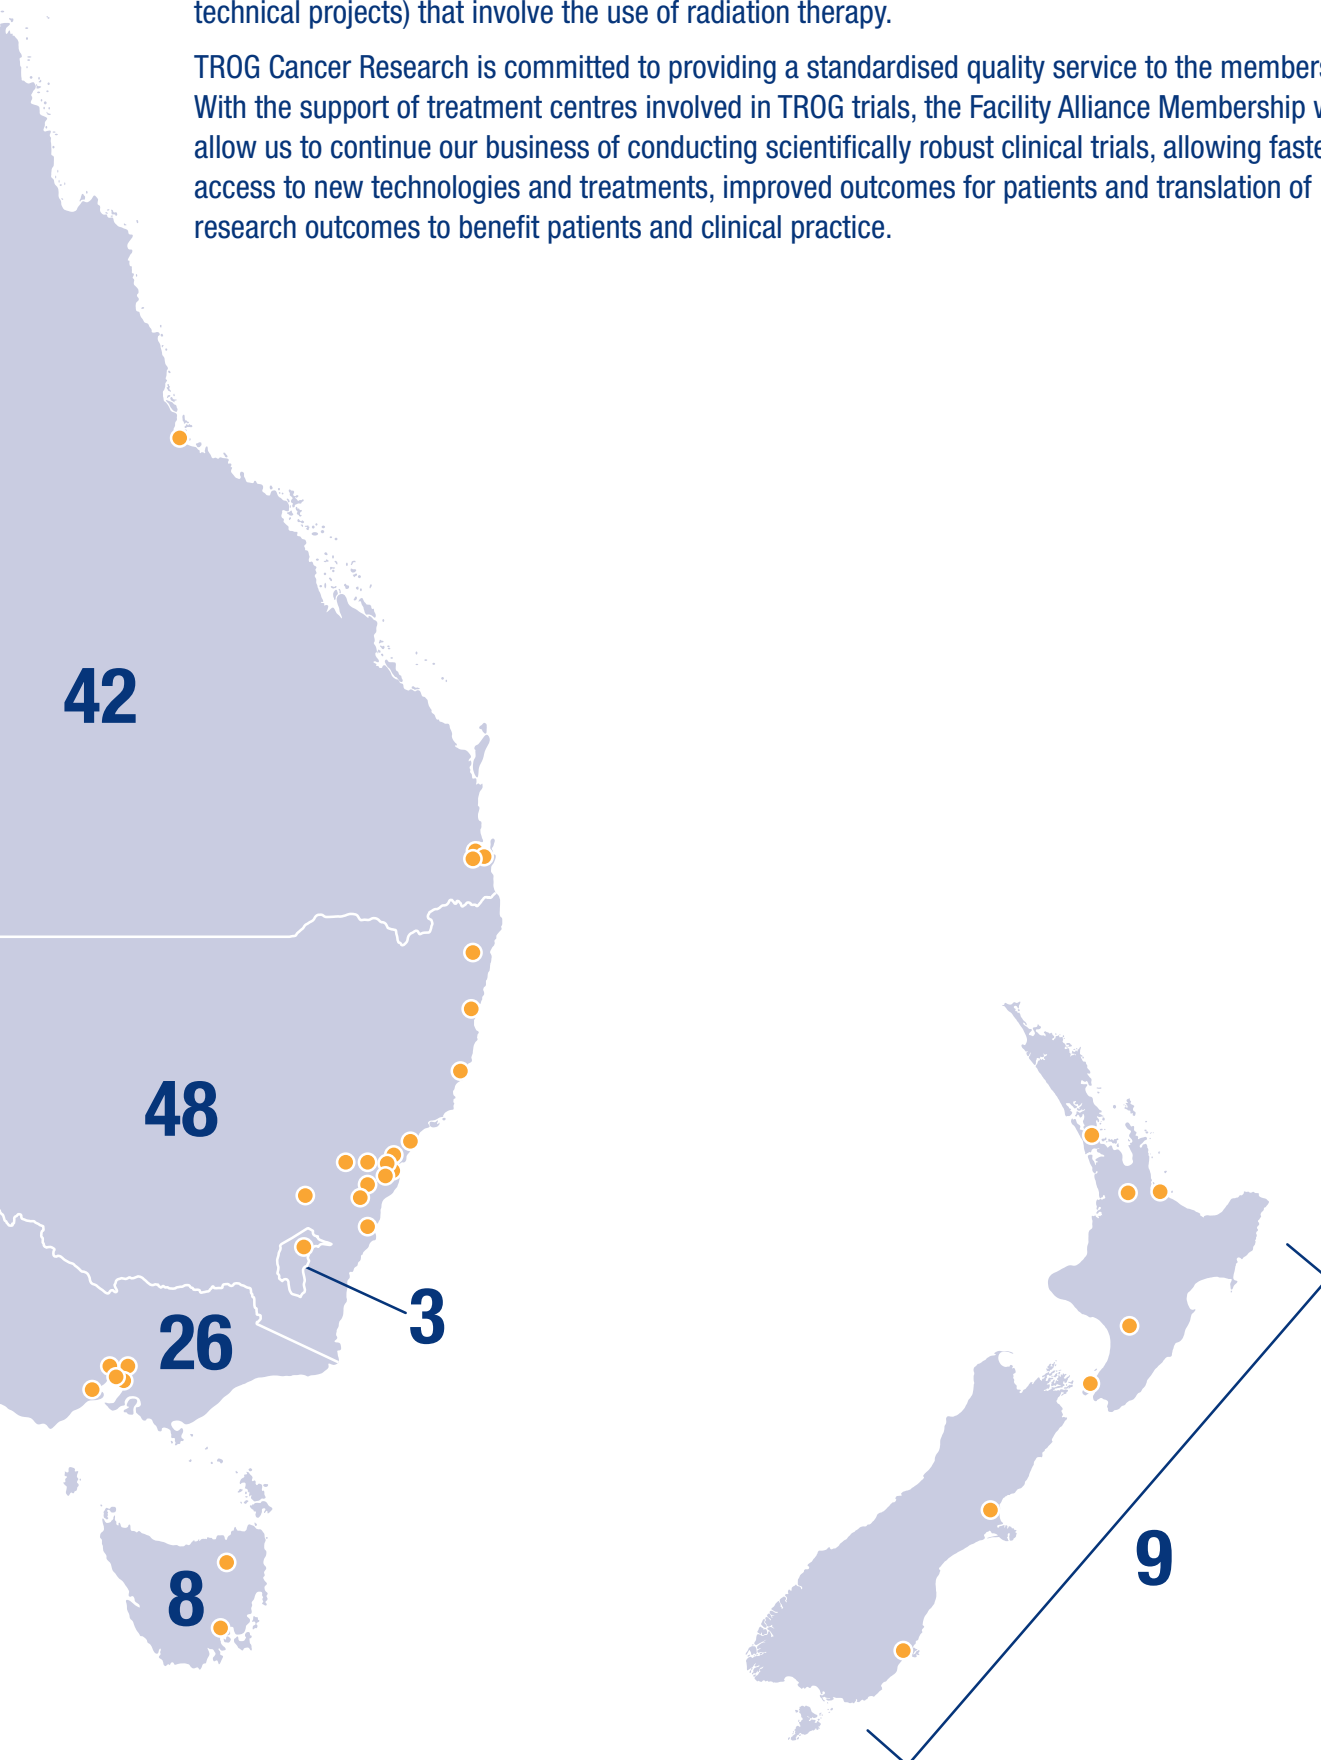 technical projects) that involve the use of radiation therapy.
TROG Cancer Research is committed to providing a standardised quality service to the members
With the support of treatment centres involved in TROG trials, the Facility Alliance Membership
allow us to continue our business of conducting scientifically robust clinical trials, allowing faste
access to new technologies and treatments, improved outcomes for patients and translation of
research outcomes to benefit patients and clinical practice.
42
48
3
26
9
8